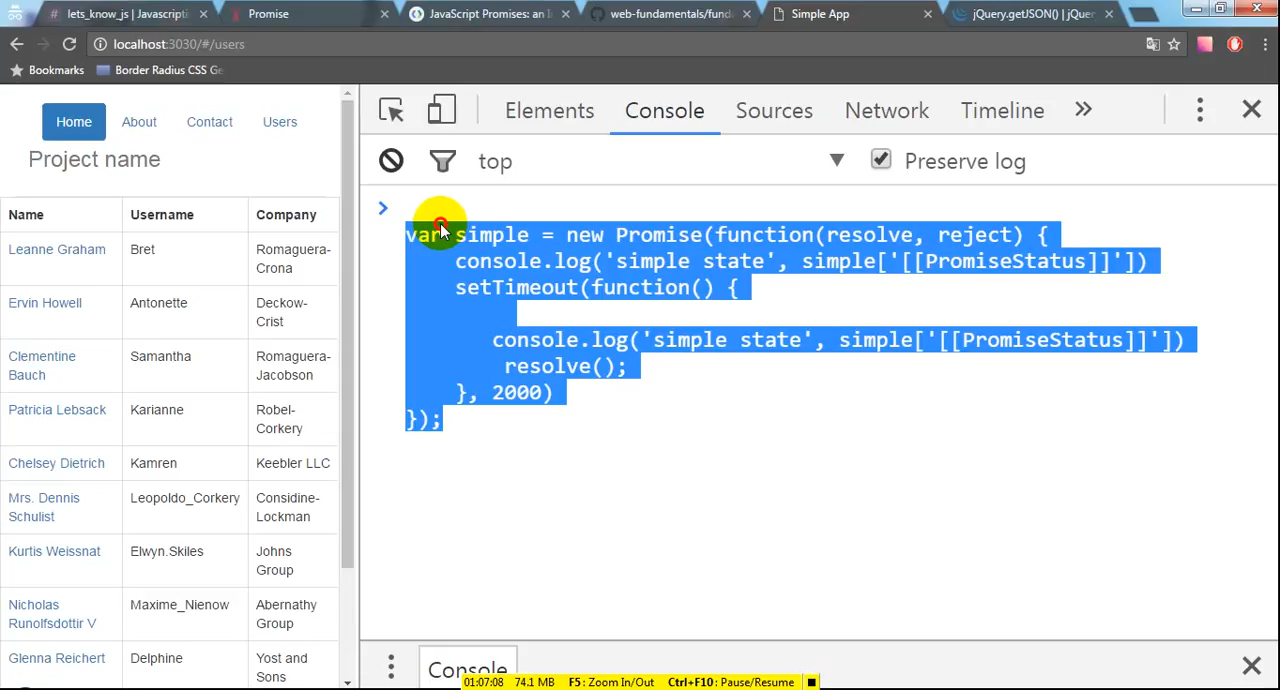 lets_know_js | Javascripti
Promise
JavaScript Promises: an I
web-fundamentals/fund
Simple App
jQuery.getJSON() | jQuer
localhost:3030/#/users
Bookmarks
Border Radius CSS Ge
Home
About
Contact
Users
Project name
Name Username Company
Leanne Graham Bret Romaguera-
Crona
Ervin Howell Antonette Deckow-
Crist
Clementine Samantha Romaguera-
Bauch Jacobson
Patricia Lebsack Karianne Robel-
Corkery
Chelsey Dietrich Kamren Keebler LLC
Mrs. Dennis Leopoldo_Corkery Considine-
Schulist Lockman
Kurtis Weissnat Elwyn.Skiles Johns
Group
Nicholas Maxime_Nienow Abernathy
Runolfsdottir V Group
Glenna Reichert Delphine Yost and
Sons
Elements Console Sources Network Timeline
top
Preserve log
var simple = new Promise(function(resolve, reject) {
console.log('simple state', simple['[[PromiseStatus]]'])
setTimeout(function() {
console.log('simple state', simple['[[PromiseStatus]]'])
resolve();
}, 2000)
});
Console
01:07:08 74.1 MB F5: Zoom In/Out Ctrl+F10: Pause/Resume